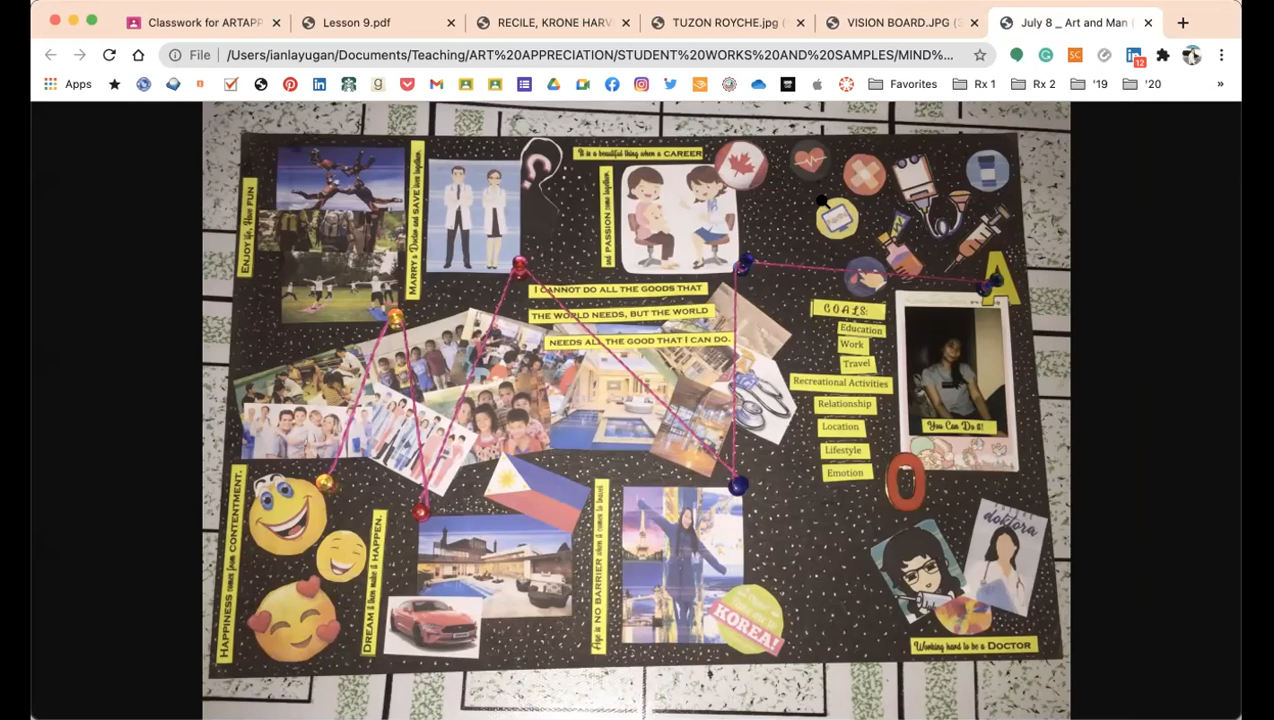 Classwork for ARTAPP
Lesson 9.pdf
RECILE, KRONE HARV
TUZON ROYCHE.jpg (
VISION BOARD.JPG (3
July 8 _ Art and Man (
File
/Users/ianlayugan/Documents/Teaching/ART%20APPRECIATION/STUDENT%20WORKS%20AND%20SAMPLES/MIND%...
12
Apps
Favorites
Rx 1
Rx 2
'19
'20
»
ENJOY life, Have FUN
MARRY a Doctor and SAVE lives together.
It is a beautiful thing when a CAREER
and PASSION come together.
I CANNOT DO ALL THE GOODS THAT
THE WORLD NEEDS, BUT THE WORLD
NEEDS ALL THE GOOD THAT I CAN DO.
A
GOALS:
Education
Work
Travel
Recreational Activities
Relationship
Location
Lifestyle
Emotion
You Can Do it!
O
HAPPINESS comes from CONTENTMENT.
DREAM it then make it HAPPEN.
Age is NO BARRIER when it comes to travel
KOREA!
doktora
Working hard to be a DOCTOR